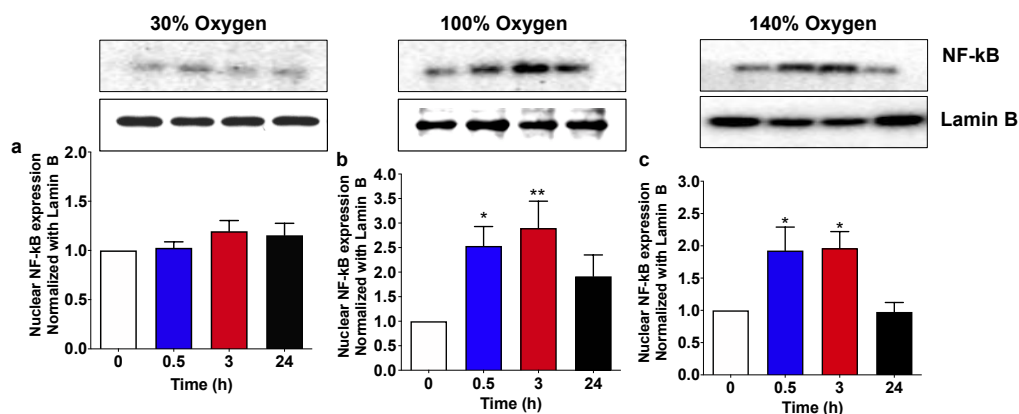 30% Oxygen
100% Oxygen
140% Oxygen
NF-kB
Lamin B
a
Nuclear NF-kB expression
Normalized with Lamin B
2.0
1.5
1.0
0.5
0.0
0 0.5 3 24
Time (h)
b
Nuclear NF-kB expression
Normalized with Lamin B
4.0
3.5
3.0
2.5
2.0
1.5
1.0
0.5
0.0
*
**
0 0.5 3 24
Time (h)
c
Nuclear NF-kB expression
Normalized with Lamin B
3.0
2.5
2.0
1.5
1.0
0.5
0.0
*
*
0 0.5 3 24
Time (h)